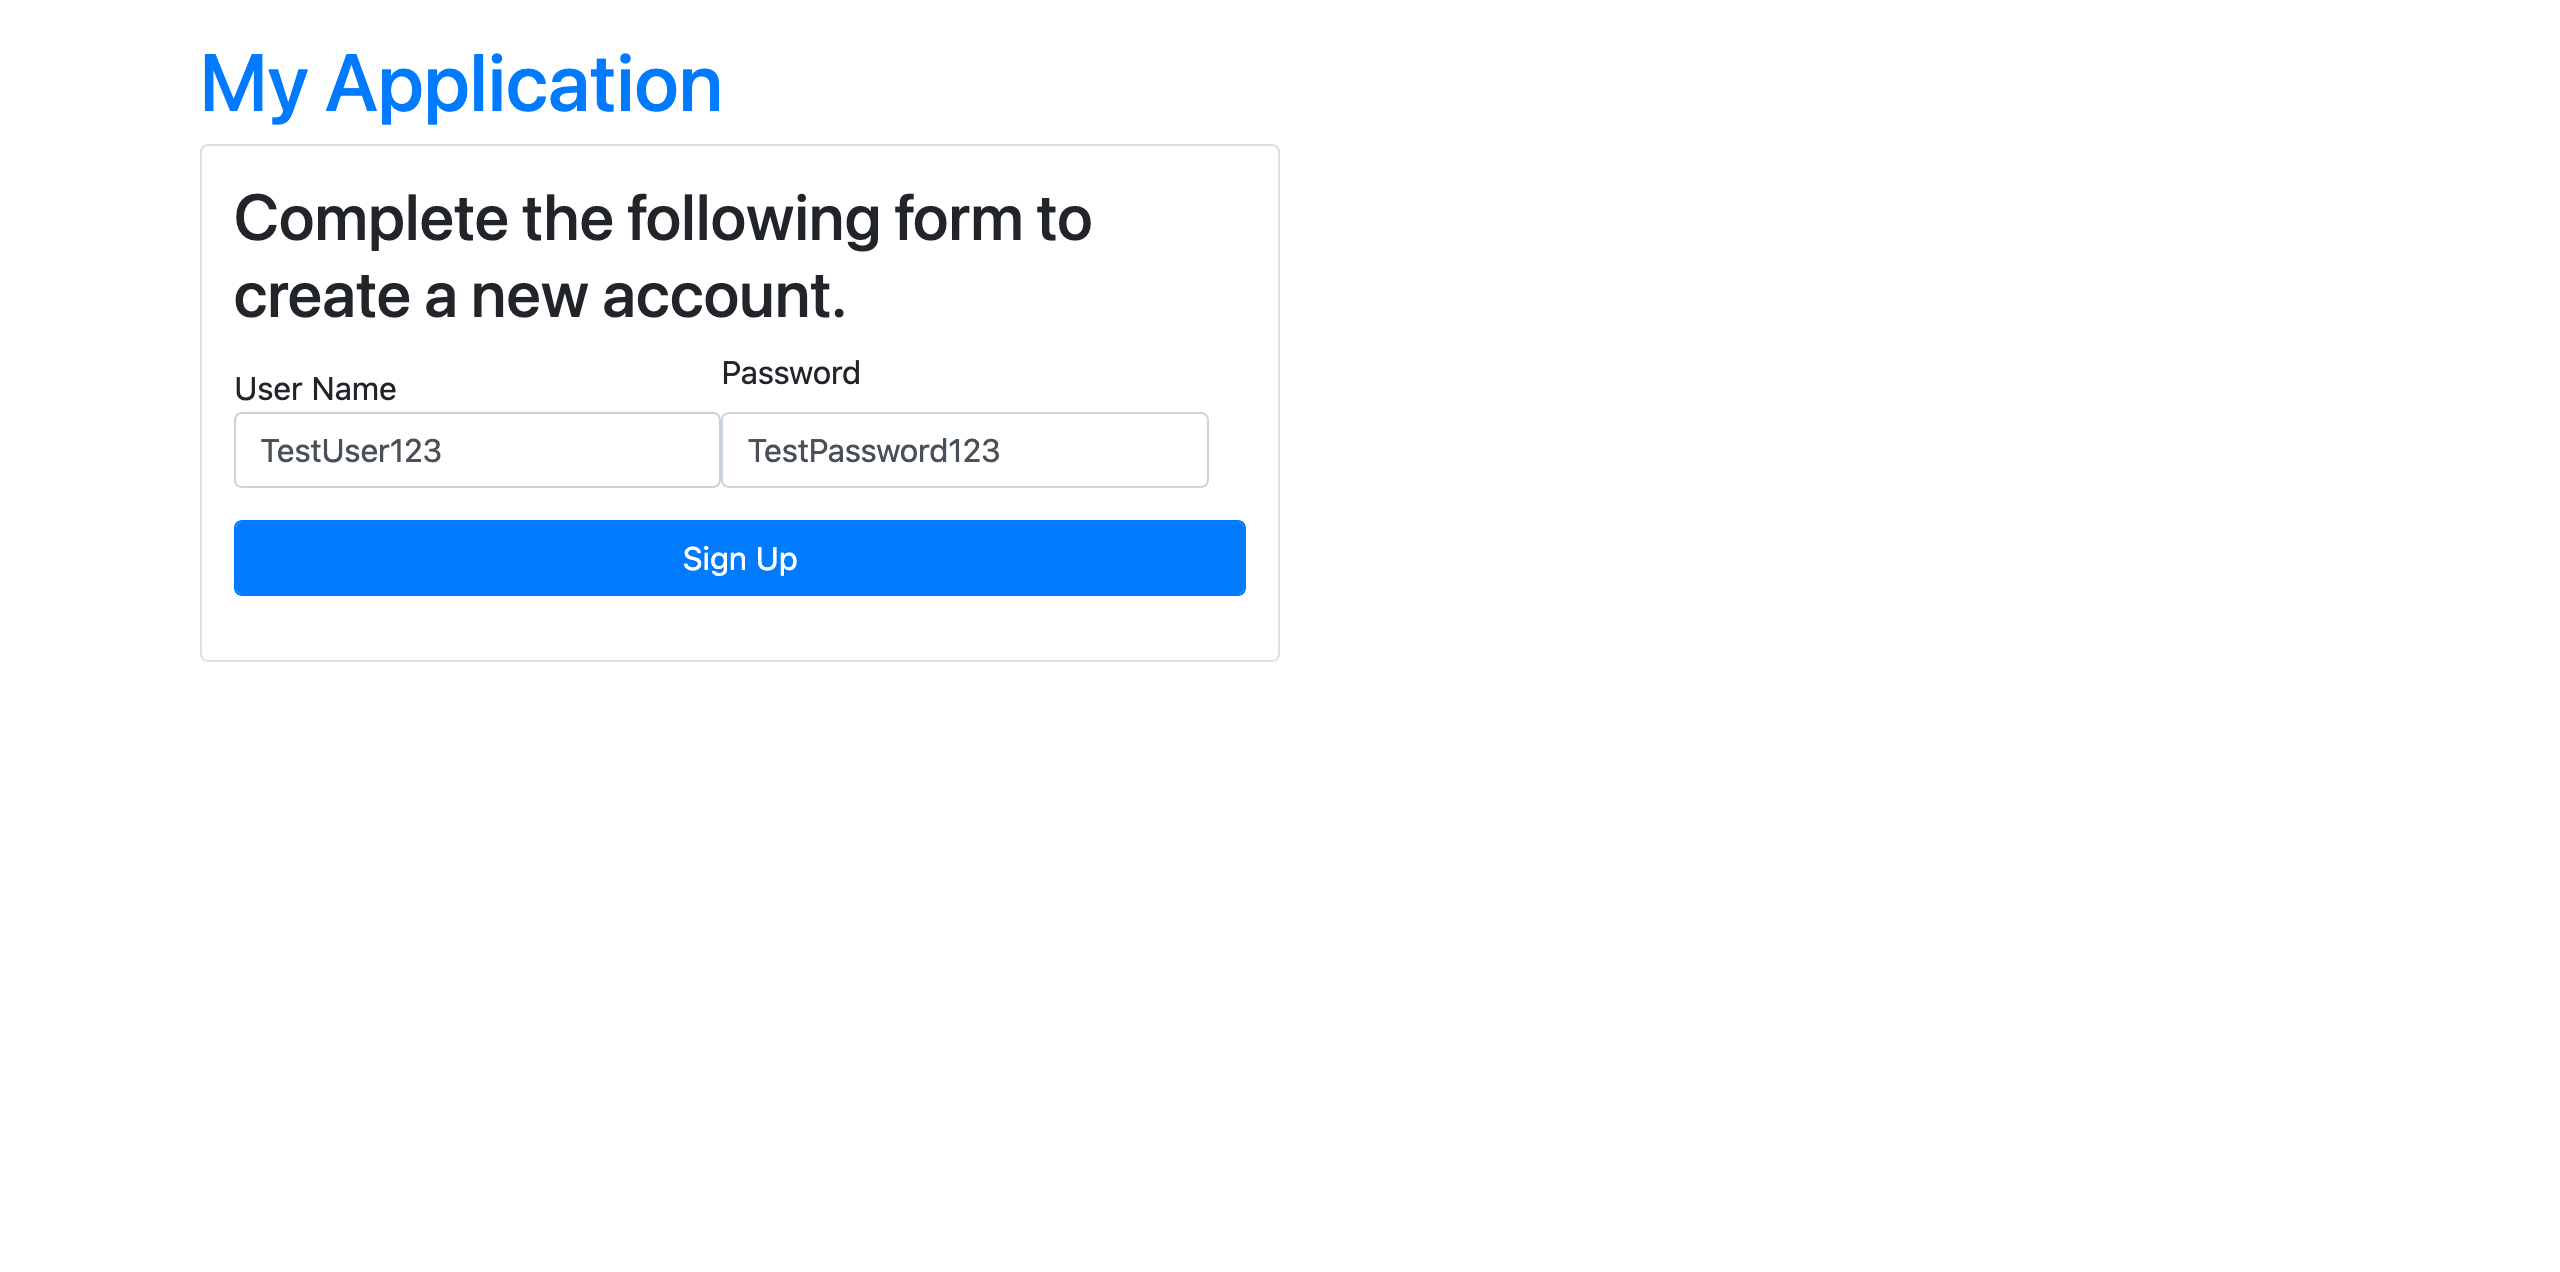 My Application
Complete the following form to
create a new account.
User Name
Password
TestUser123
TestPassword123
Sign Up